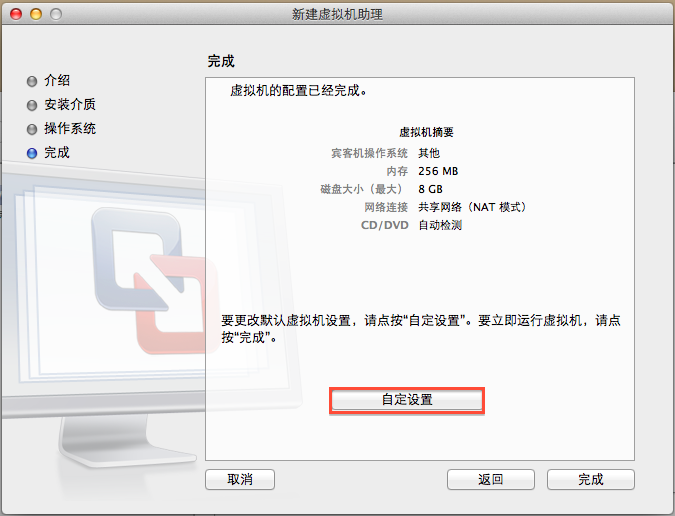 新建虚拟机助理
完成
介绍
安装介质
操作系统
完成
虚拟机的配置已经完成。
虚拟机摘要
宾客机操作系统 其他
内存 256 MB
磁盘大小（最大） 8 GB
网络连接 共享网络（NAT 模式）
CD/DVD 自动检测
要更改默认虚拟机设置，请点按“自定设置”。要立即运行虚拟机，请点
按“完成”。
自定设置
取消 返回 完成